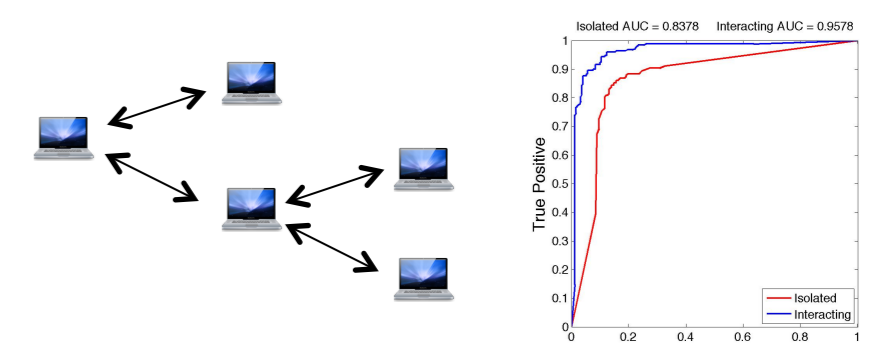 Isolated AUC = 0.8378 Interacting AUC = 0.9578
True Positive
1
0.9
0.8
0.7
0.6
0.5
0.4
0.3
0.2
0.1
0
0 0.2 0.4 0.6 0.8 1
Isolated
Interacting